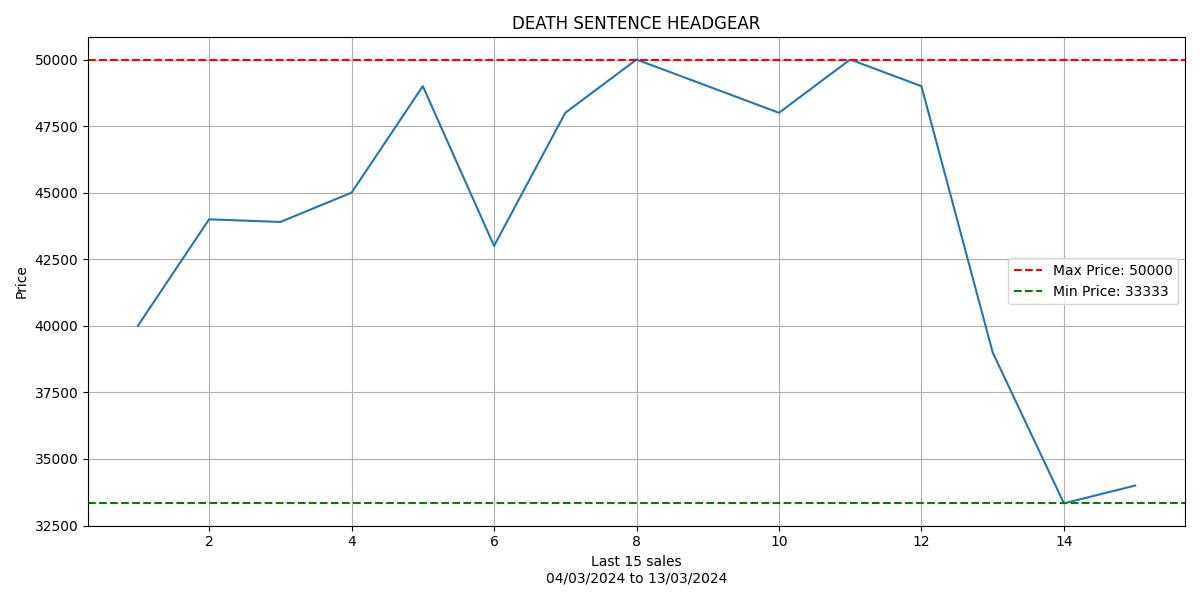 DEATH SENTENCE HEADGEAR
50000
47500
45000
42500
40000
37500
35000
32500
Price
Max Price: 50000
Min Price: 33333
2 4 6 8 10 12 14
Last 15 sales
04/03/2024 to 13/03/2024